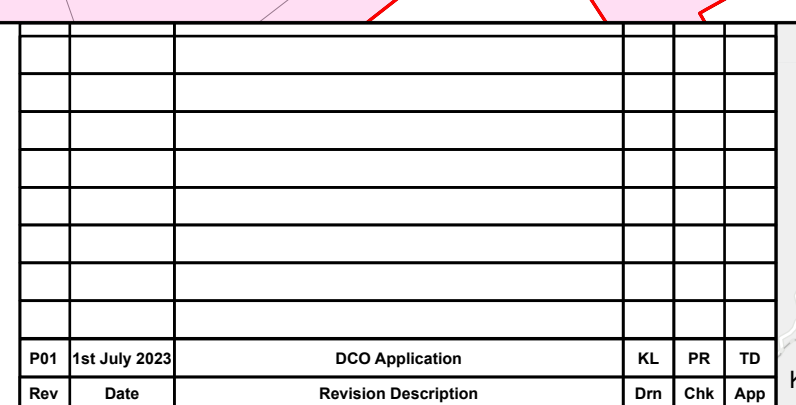 P01 1st July 2023 DCO Application KL PR TD
Rev Date Revision Description Drn Chk App